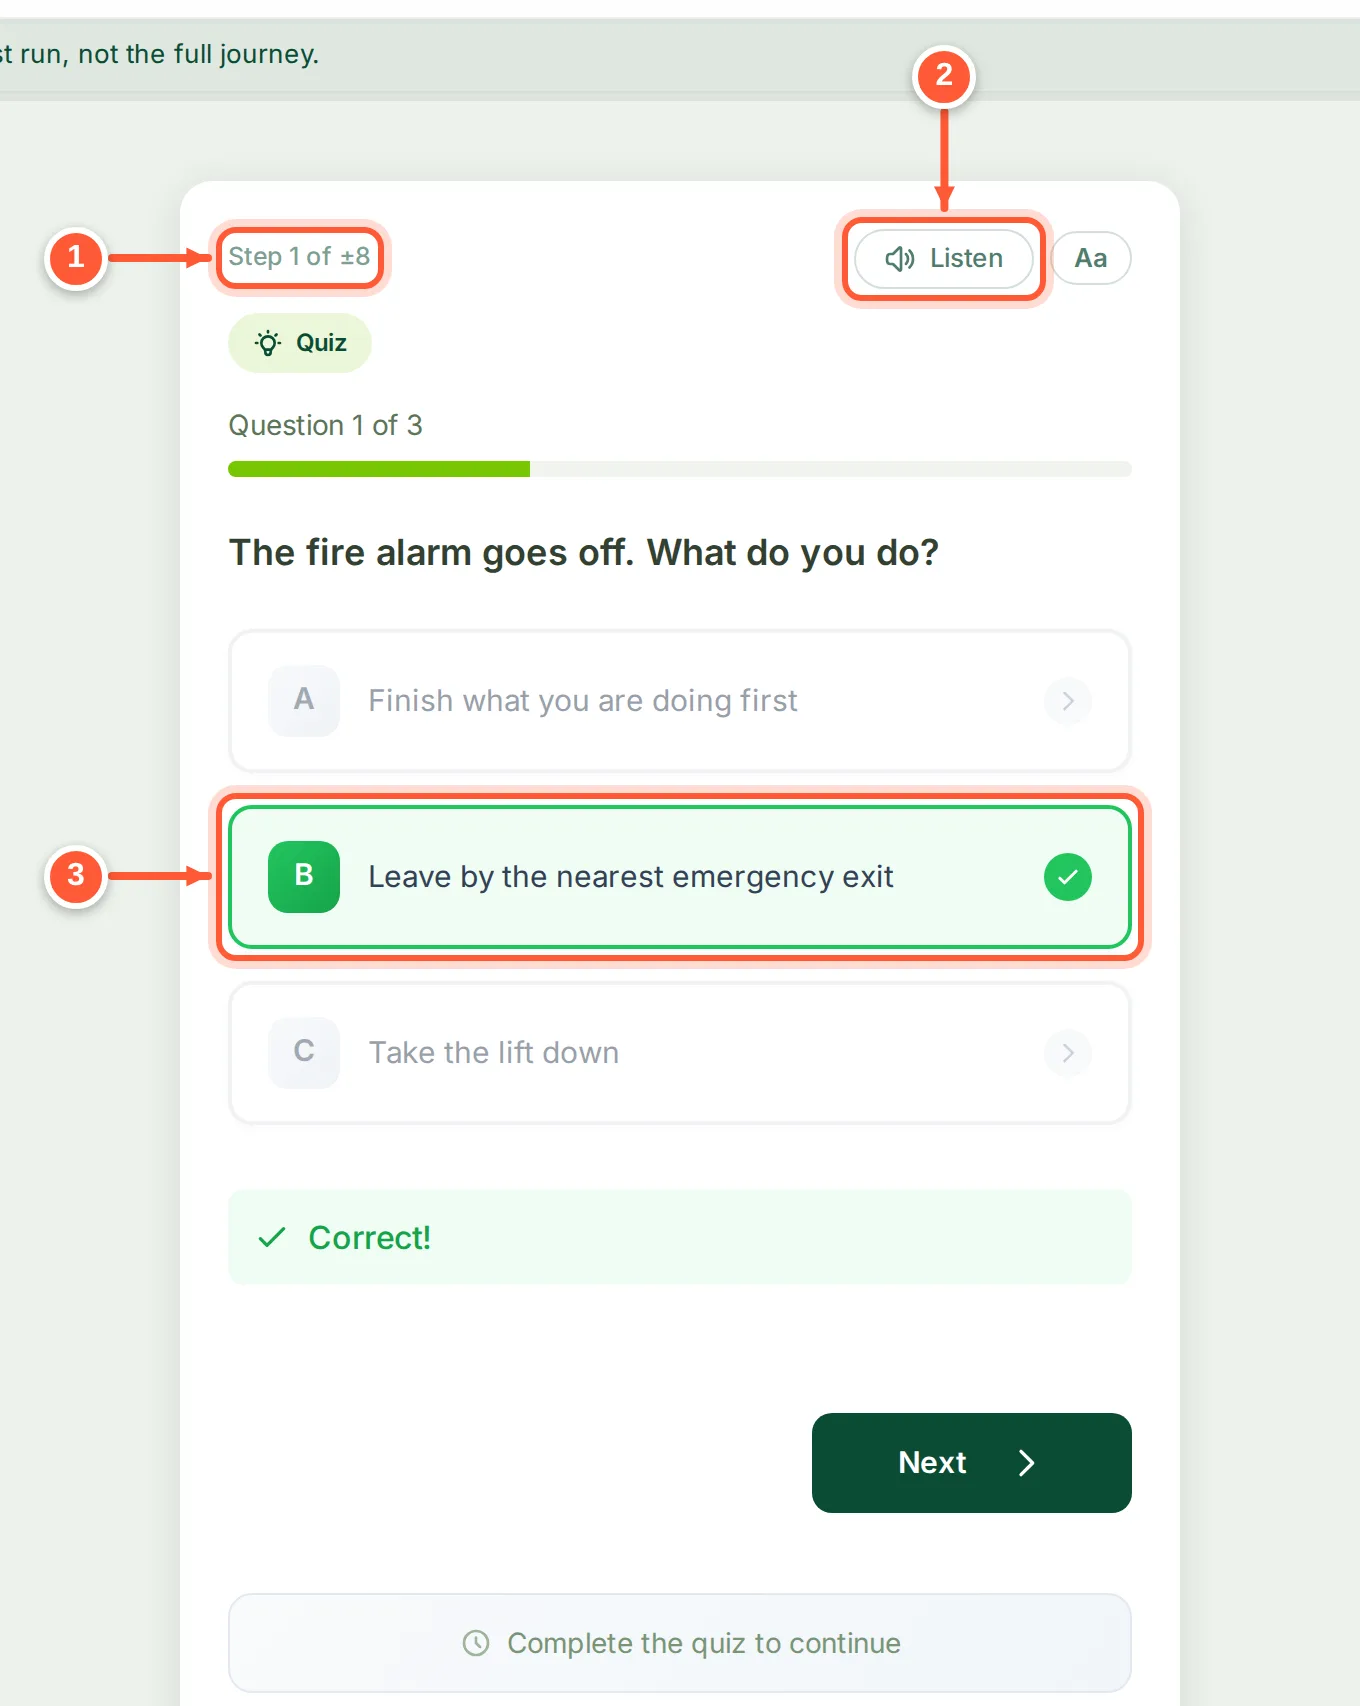 st run, not the full journey.
2
1
Step 1 of ±8
Listen
Aa
Quiz
Question 1 of 3
The fire alarm goes off. What do you do?
A
Finish what you are doing first
3
B
Leave by the nearest emergency exit
C
Take the lift down
Correct!
Next
Complete the quiz to continue